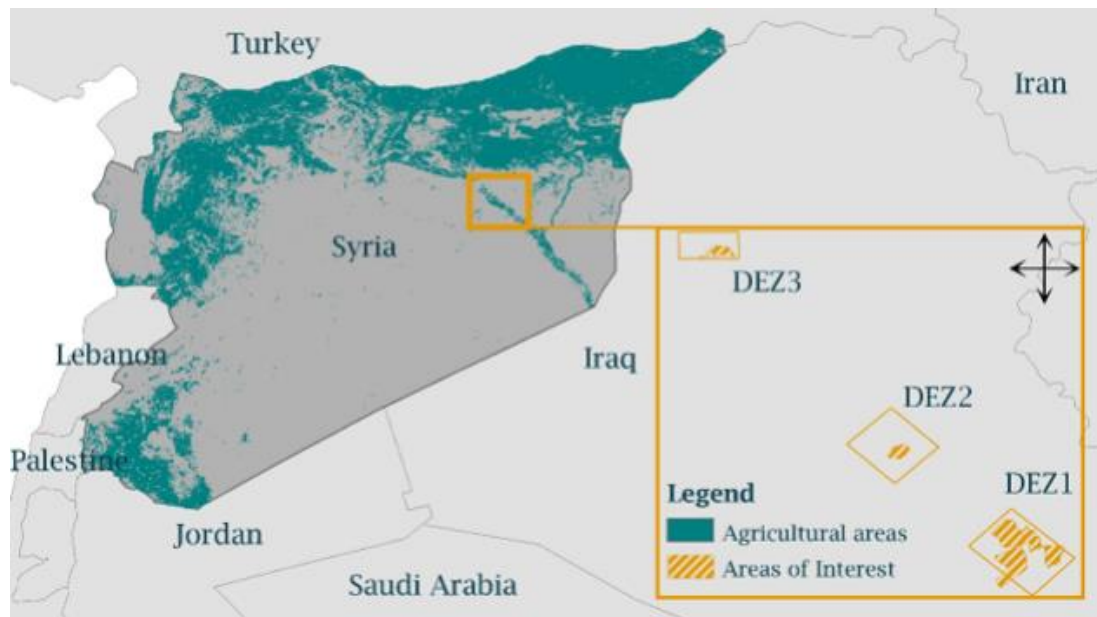 Turkey
Iran
Syria
DEZ3
Lebanon
Iraq
DEZ2
Palestine
DEZ1
Legend
Jordan
Agricultural areas
Areas of Interest
Saudi Arabia